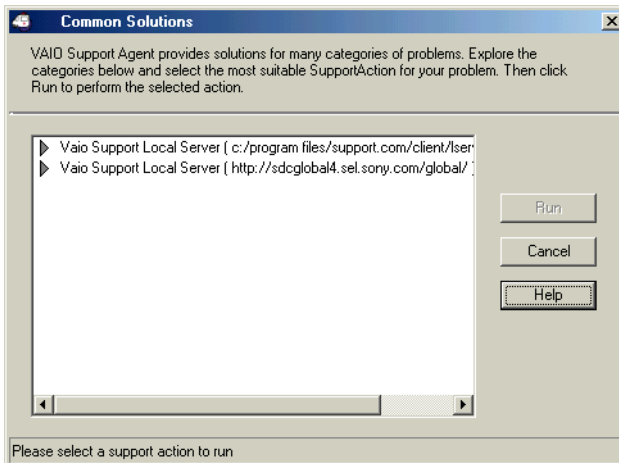 Common Solutions
VAIO Support Agent provides solutions for many categories of problems. Explore the
categories below and select the most suitable SupportAction for your problem. Then click
Run to perform the selected action.
Vaio Support Local Server ( c:/program files/support.com/client/lser
Vaio Support Local Server ( http://sdcglobal4.sel.sony.com/global/ )
Run
Cancel
Help
Please select a support action to run